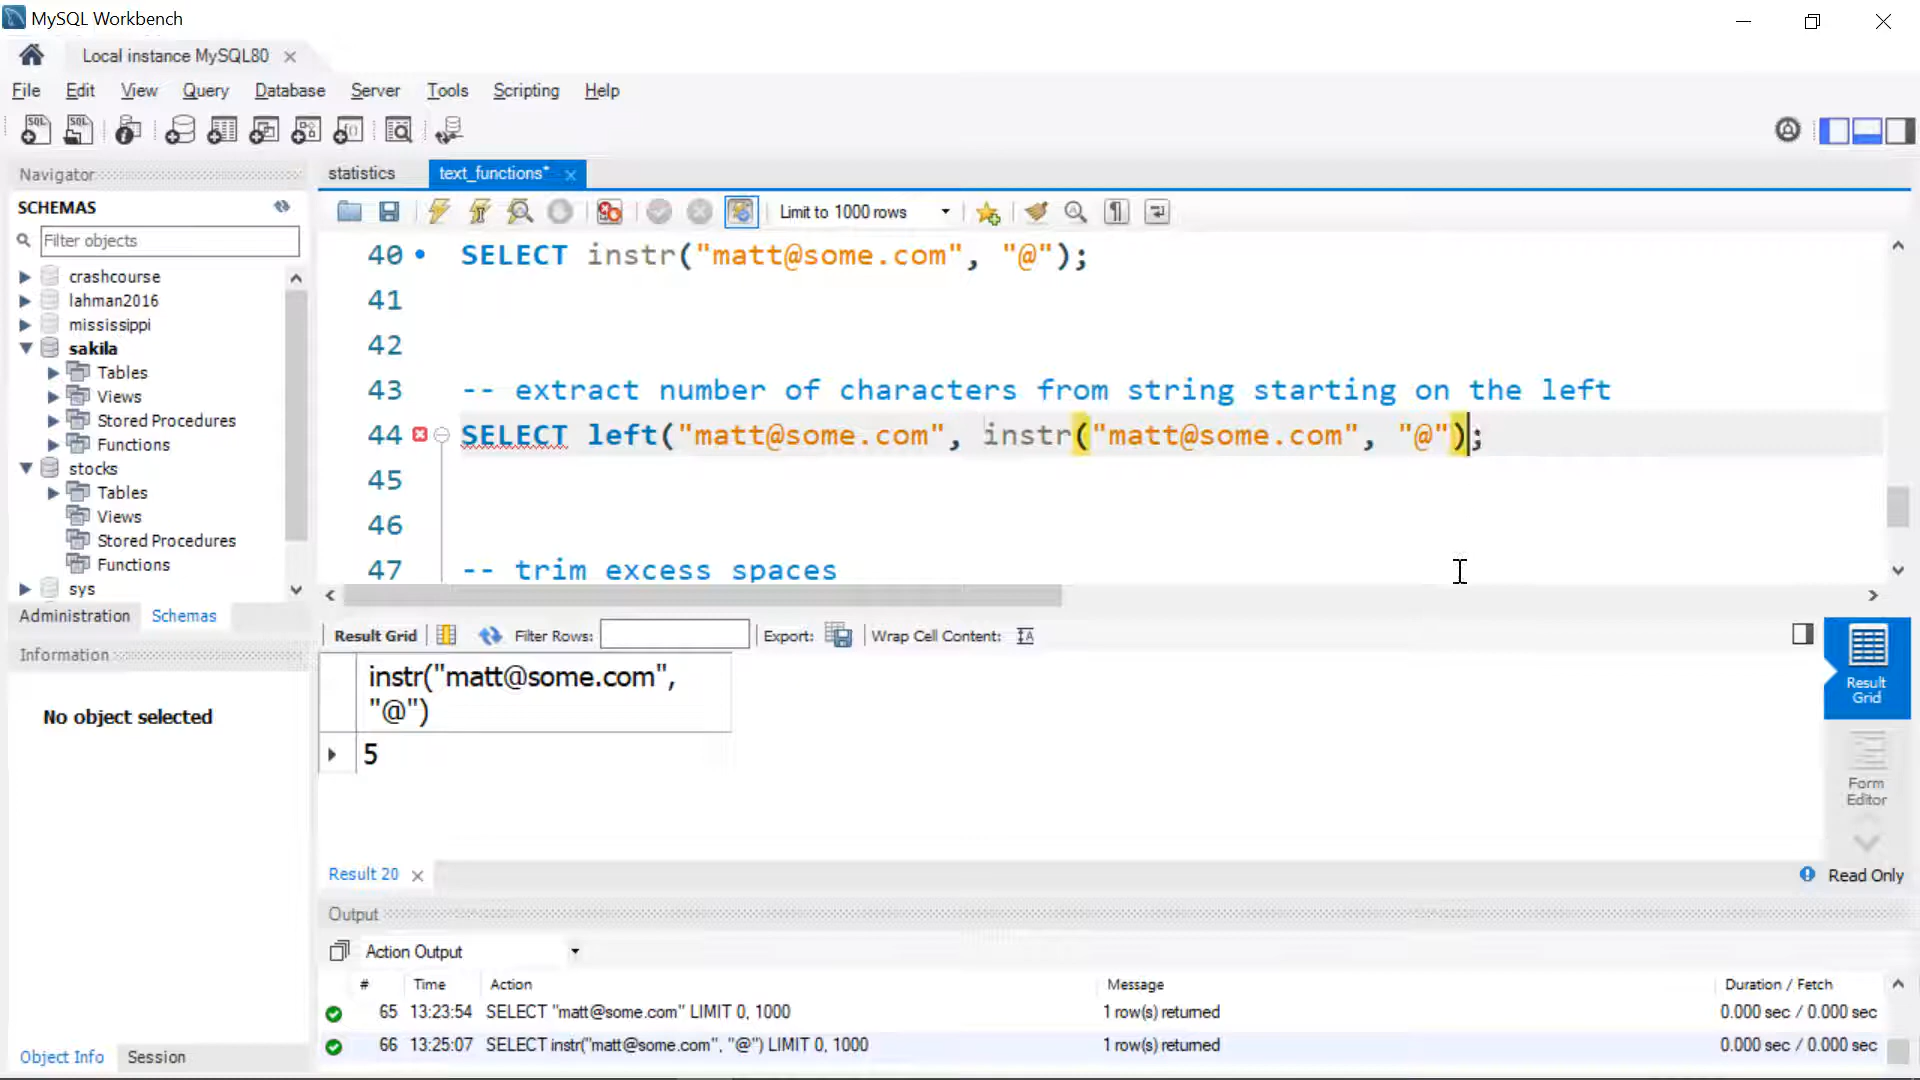 MySQL Workbench
Local instance MySQL80
File Edit View Query Database Server Tools Scripting Help
Navigator
statistics
text_functions*
SCHEMAS
Limit to 1000 rows
Filter objects
crashcourse
lahman2016
mississippi
sakila
Tables
Views
Stored Procedures
Functions
stocks
Tables
Views
Stored Procedures
Functions
sys
Administration Schemas
40 SELECT instr("matt@some.com", "@");
41
42
43 -- extract number of characters from string starting on the left
44 SELECT left("matt@some.com", instr("matt@some.com", "@");
45
46
47 -- trim excess spaces
Information
No object selected
Result Grid Filter Rows: Export: Wrap Cell Content:
instr("matt@some.com",
"@")
5
Result
Grid
Form
Editor
Result 20
Read Only
Output
Action Output
# Time Action Message Duration / Fetch
65 13:23:54 SELECT "matt@some.com" LIMIT 0, 1000 1 row(s) returned 0.000 sec / 0.000 sec
66 13:25:07 SELECT instr("matt@some.com", "@") LIMIT 0, 1000 1 row(s) returned 0.000 sec / 0.000 sec
Object Info Session